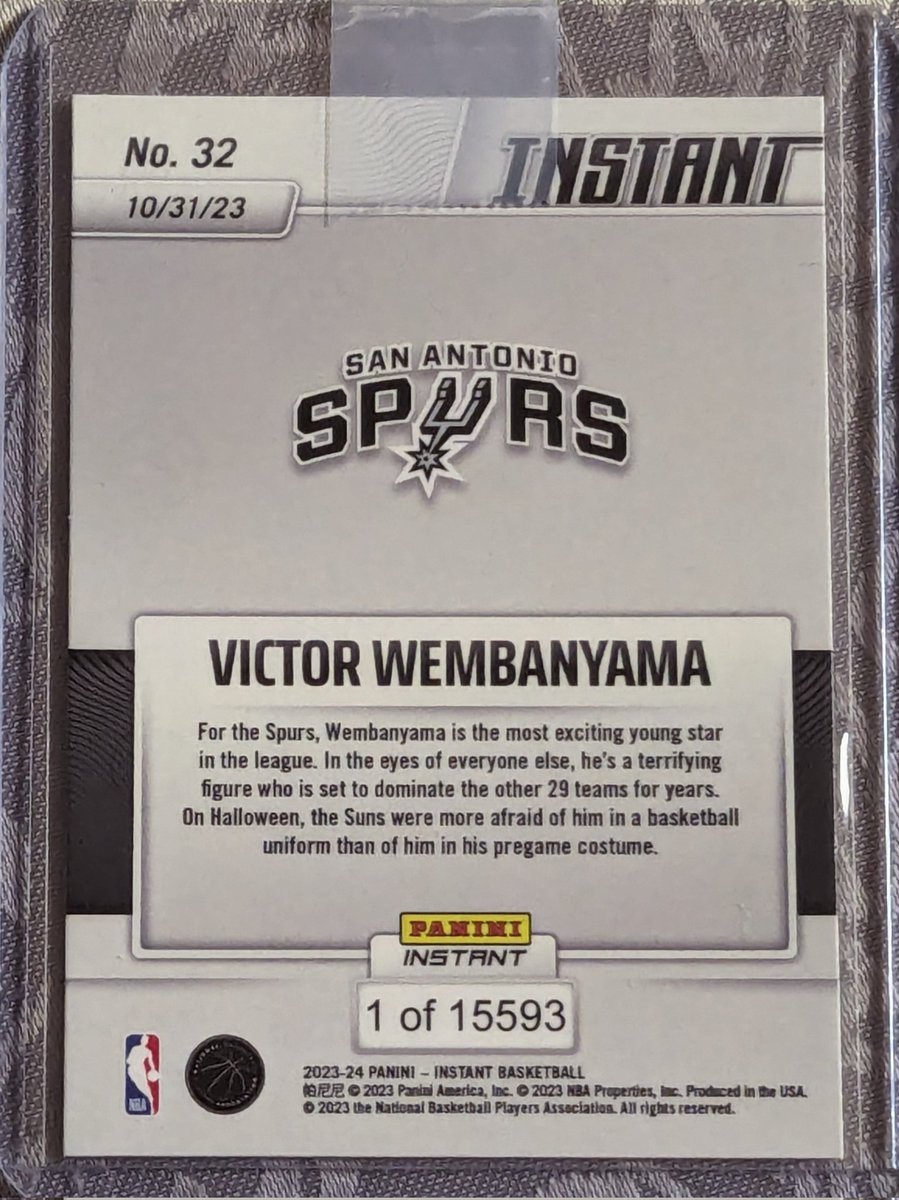 No. 32
INSTANT
10/31/23
SAN ANTONIO
SPURS
VICTOR WEMBANYAMA
For the Spurs, Wembanyama is the most exciting young star
in the league. In the eyes of everyone else, he's a terrifying
figure who is set to dominate the other 29 teams for years.
On Halloween, the Suns were more afraid of him in a basketball
uniform than of him in his pregame costume.
PANINI
INSTANT
1 of 15593
NBA
2023-24 PANINI – INSTANT BASKETBALL
帕尼尼 © 2023 Panini America, Inc. © 2023 NBA Properties, Inc. Produced in the USA.
© 2023 the National Basketball Players Association. All rights reserved.